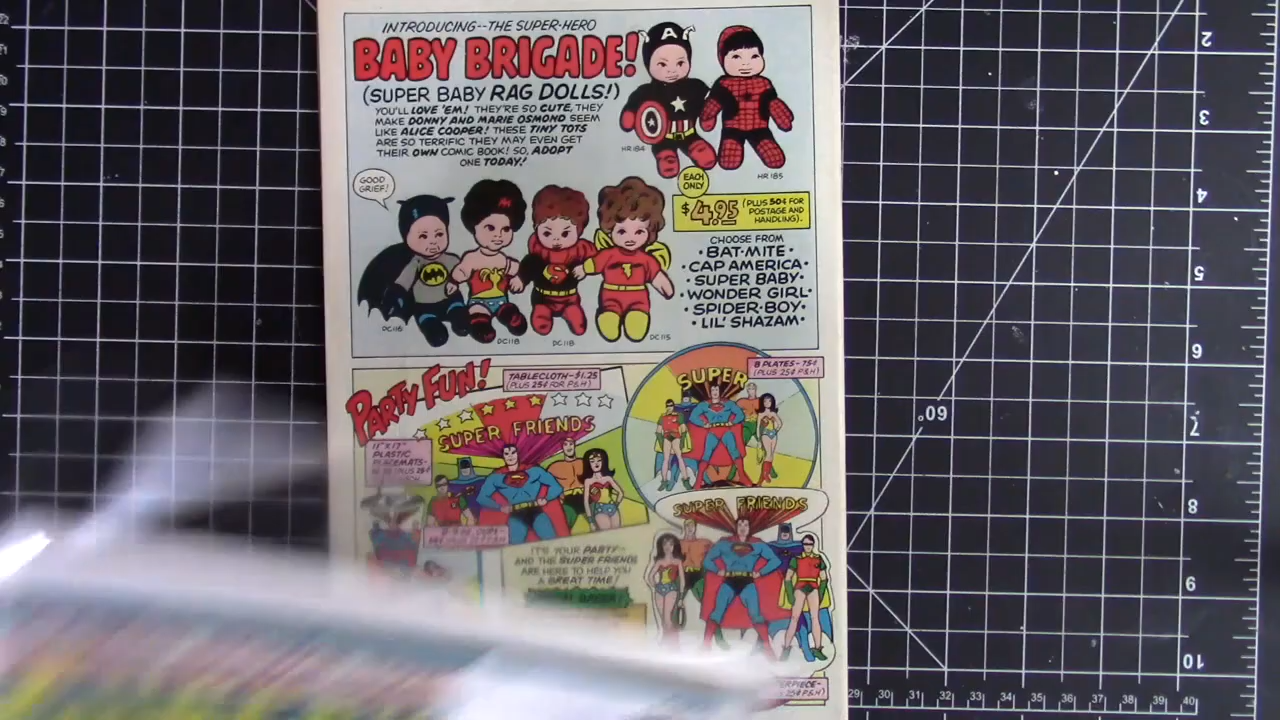 INTRODUCING--THE SUPER-HERO
BABY BRIGADE!
(SUPER BABY RAG DOLLS!)
YOU'LL LOVE 'EM! THEY'RE SO CUTE, THEY
MAKE DONNY AND MARIE OSMOND SEEM
LIKE ALICE COOPER! THESE TINY TOTS
ARE SO TERRIFIC THEY MAY EVEN GET
THEIR OWN COMIC BOOK! SO, ADOPT
ONE TODAY!
A
HR 184
HR 185
GOOD
GRIEF!
EACH
ONLY
$4.95
(PLUS 50¢ FOR
POSTAGE AND
HANDLING).
CHOOSE FROM
• BAT-MITE •
• CAP AMERICA •
• SUPER BABY •
• WONDER GIRL •
• SPIDER-BOY •
• LIL' SHAZAM •
DC116
DC118
DC115
PARTY FUN!
TABLECLOTH-$1.25
(PLUS 25¢ FOR P&H)
8 PLATES-75¢
(PLUS 25¢ P&H)
SUPER
11" X 17"
PLASTIC
PLACEMATS-
SUPER FRIENDS
SUPER FRIENDS
IT'S YOUR PARTY--
AND THE SUPER FRIENDS
ARE HERE TO HELP YOU
A GREAT TIME!
2
3
4
5
6
7
8
9
10
60°
29 30 31 32 33 34 35 36 37 38 39 40